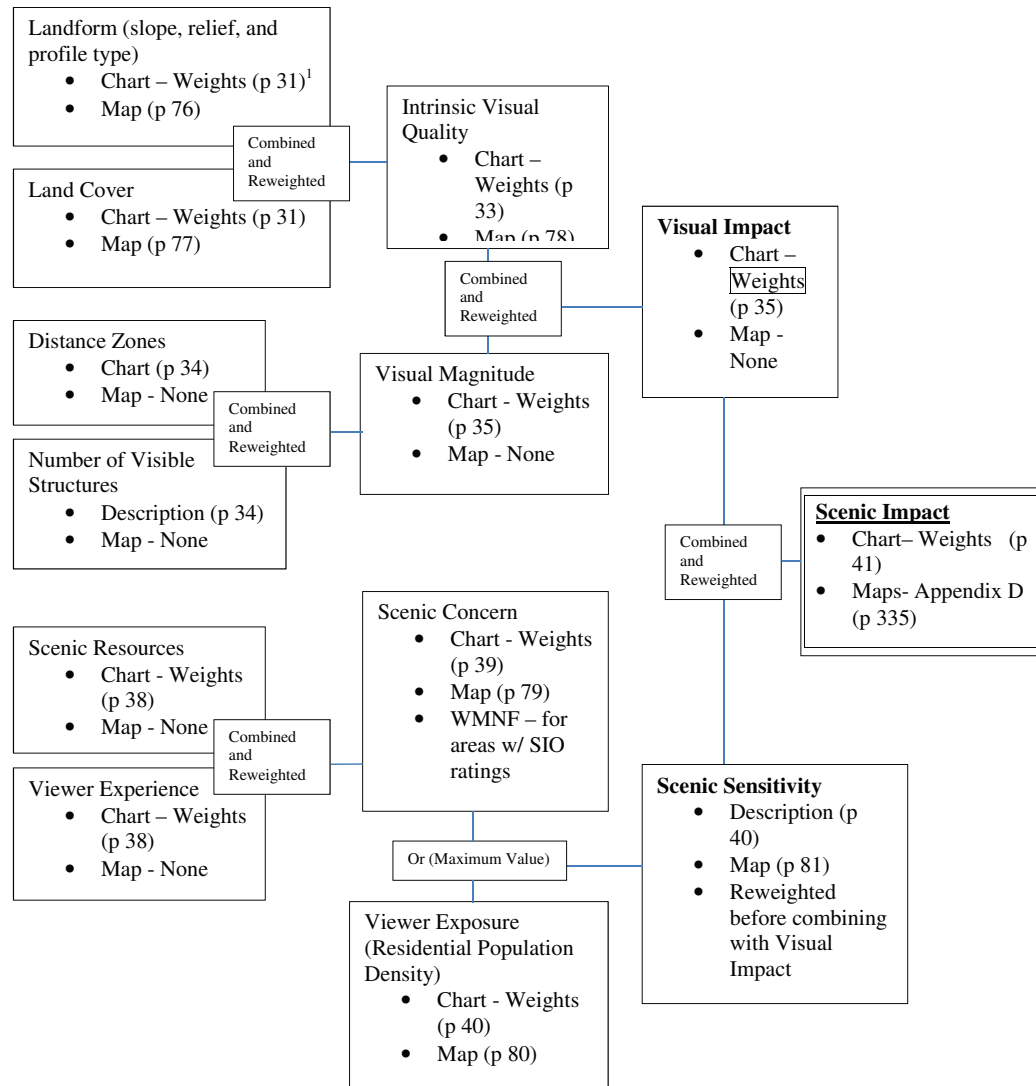 Landform (slope, relief, and
profile type)
• Chart – Weights (p 31)1
• Map (p 76)
Combined
and
Reweighted
Land Cover
• Chart – Weights (p 31)
• Map (p 77)
Intrinsic Visual
Quality
• Chart –
Weights (p
33)
• Map (p 78)
Combined
and
Reweighted
Visual Impact
• Chart –
Weights
(p 35)
• Map -
None
Distance Zones
• Chart (p 34)
• Map - None
Combined
and
Reweighted
Number of Visible
Structures
• Description (p 34)
• Map - None
Visual Magnitude
• Chart - Weights
(p 35)
• Map - None
Combined
and
Reweighted
Scenic Impact
• Chart– Weights (p
41)
• Maps- Appendix D
(p 335)
Scenic Resources
• Chart - Weights
(p 38)
• Map - None
Combined
and
Reweighted
Viewer Experience
• Chart – Weights
(p 38)
• Map - None
Scenic Concern
• Chart - Weights
(p 39)
• Map (p 79)
• WMNF – for
areas w/ SIO
ratings
Or (Maximum Value)
Viewer Exposure
(Residential Population
Density)
• Chart - Weights
(p 40)
• Map (p 80)
Scenic Sensitivity
• Description (p
40)
• Map (p 81)
• Reweighted
before combining
with Visual
Impact